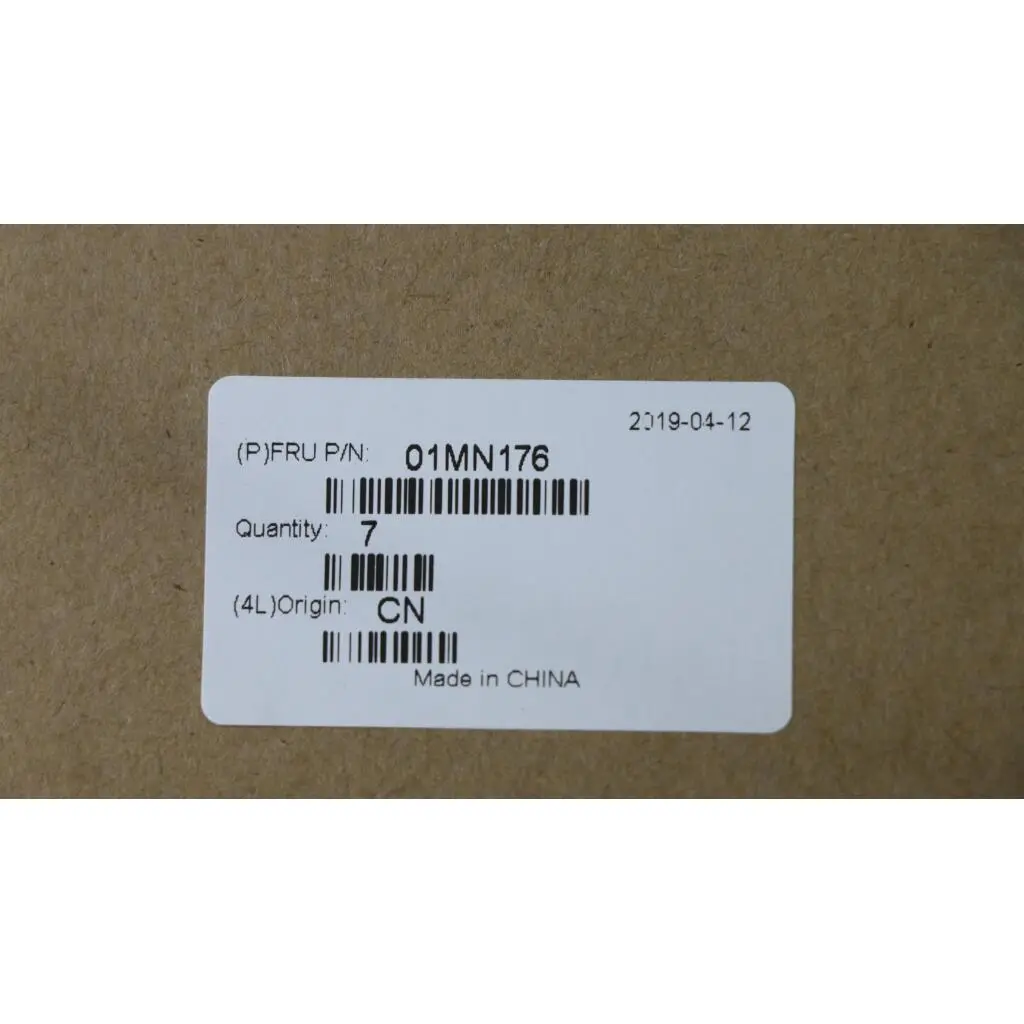 2019-04-12
(P)FRU P/N: 01MN176
Quantity: 7
(4L)Origin: CN
Made in CHINA